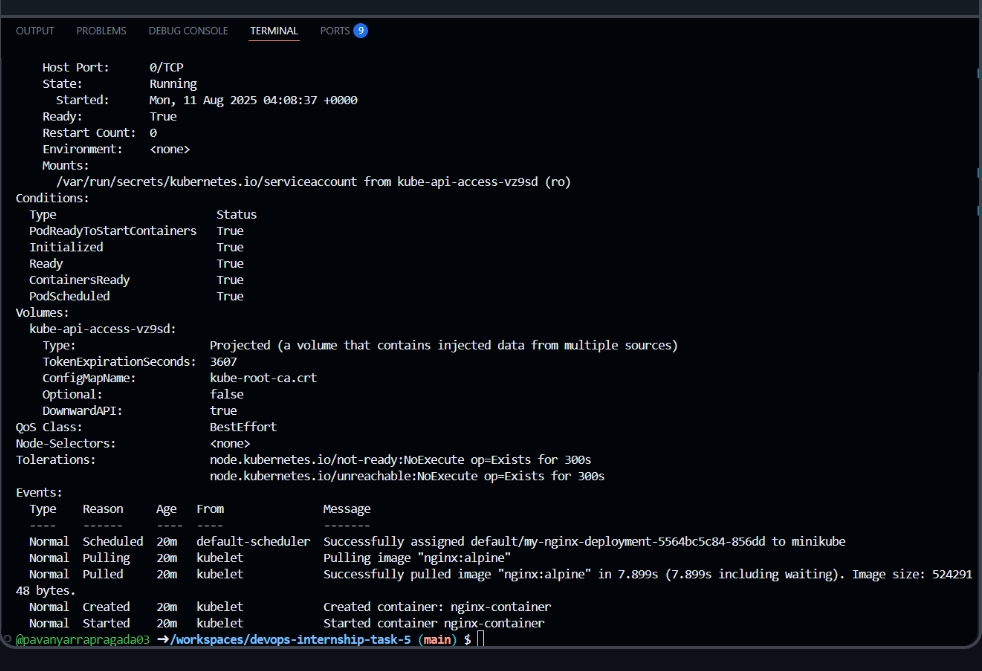 OUTPUT PROBLEMS DEBUG CONSOLE TERMINAL PORTS 9
Host Port: 0/TCP
State: Running
Started: Mon, 11 Aug 2025 04:08:37 +0000
Ready: True
Restart Count: 0
Environment: <none>
Mounts:
/var/run/secrets/kubernetes.io/serviceaccount from kube-api-access-vz9sd (ro)
Conditions:
Type Status
PodReadyToStartContainers True
Initialized True
Ready True
ContainersReady True
PodScheduled True
Volumes:
kube-api-access-vz9sd:
Type: Projected (a volume that contains injected data from multiple sources)
TokenExpirationSeconds: 3607
ConfigMapName: kube-root-ca.crt
Optional: false
DownwardAPI: true
QoS Class: BestEffort
Node-Selectors: <none>
Tolerations: node.kubernetes.io/not-ready:NoExecute op=Exists for 300s
node.kubernetes.io/unreachable:NoExecute op=Exists for 300s
Events:
Type Reason Age From Message
---- ------ ---- ---- -------
Normal Scheduled 20m default-scheduler Successfully assigned default/my-nginx-deployment-5564bc5c84-856dd to minikube
Normal Pulling 20m kubelet Pulling image "nginx:alpine"
Normal Pulled 20m kubelet Successfully pulled image "nginx:alpine" in 7.899s (7.899s including waiting). Image size: 524291
48 bytes.
Normal Created 20m kubelet Created container: nginx-container
Normal Started 20m kubelet Started container nginx-container
@pavanyarrapragada03 ➜/workspaces/devops-internship-task-5 (main) $